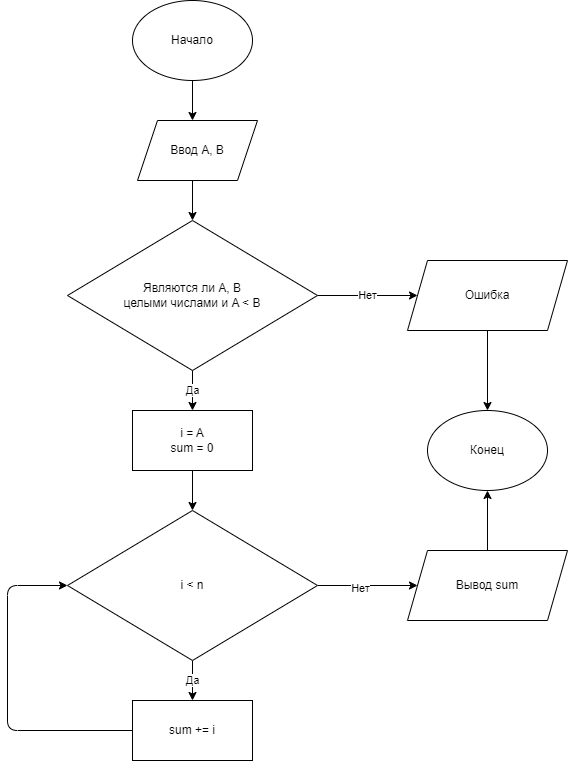 Начало
Ввод A, B
Являются ли A, B
целыми числами и A < B
Нет
Ошибка
Да
i = A
sum = 0
Конец
i < n
Нет
Вывод sum
Да
sum += i